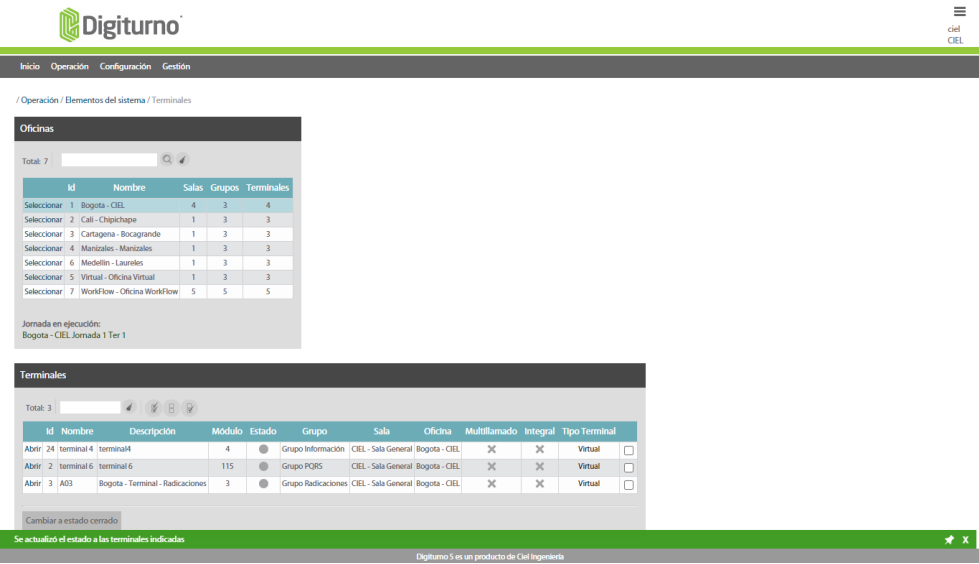 Digiturno
ciel
CIEL
Inicio Operación Configuración Gestión
/ Operación / Elementos del sistema / Terminales
Oficinas
Total: 7
Id Nombre Salas Grupos Terminales
Seleccionar 1 Bogota - CIEL 4 3 4
Seleccionar 2 Cali - Chipichape 1 3 3
Seleccionar 3 Cartagena - Bocagrande 1 3 3
Seleccionar 4 Manizales - Manizales 1 3 3
Seleccionar 6 Medellin - Laureles 1 3 3
Seleccionar 5 Virtual - Oficina Virtual 1 3 3
Seleccionar 7 WorkFlow - Oficina WorkFlow 5 5 5
Jornada en ejecución:
Bogota - CIEL Jornada 1 Ter 1
Terminales
Total: 3
Id Nombre Descripción Módulo Estado Grupo Sala Oficina Multillamado Integral Tipo Terminal
Abrir 24 terminal 4 terminal4 4 Grupo Información CIEL - Sala General Bogota - CIEL Virtual
Abrir 2 terminal 6 terminal 6 115 Grupo PQRS CIEL - Sala General Bogota - CIEL Virtual
Abrir 3 A03 Bogota - Terminal - Radicaciones 3 Grupo Radicaciones CIEL - Sala General Bogota - CIEL Virtual
Cambiar a estado cerrado
Se actualizó el estado a las terminales indicadas X
Digiturno 5 es un producto de Ciel Ingeniería